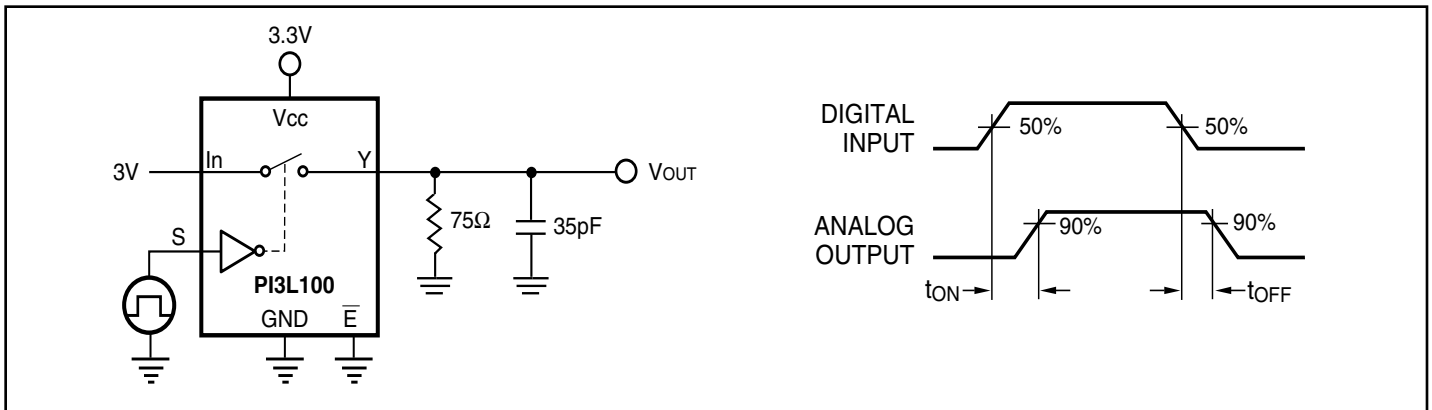 3.3V
Vcc
3V
In
Y
VOUT
S
75Ω
35pF
PI3L100
GND
E̅
DIGITAL
INPUT
50%
50%
ANALOG
OUTPUT
90%
90%
tON
tOFF